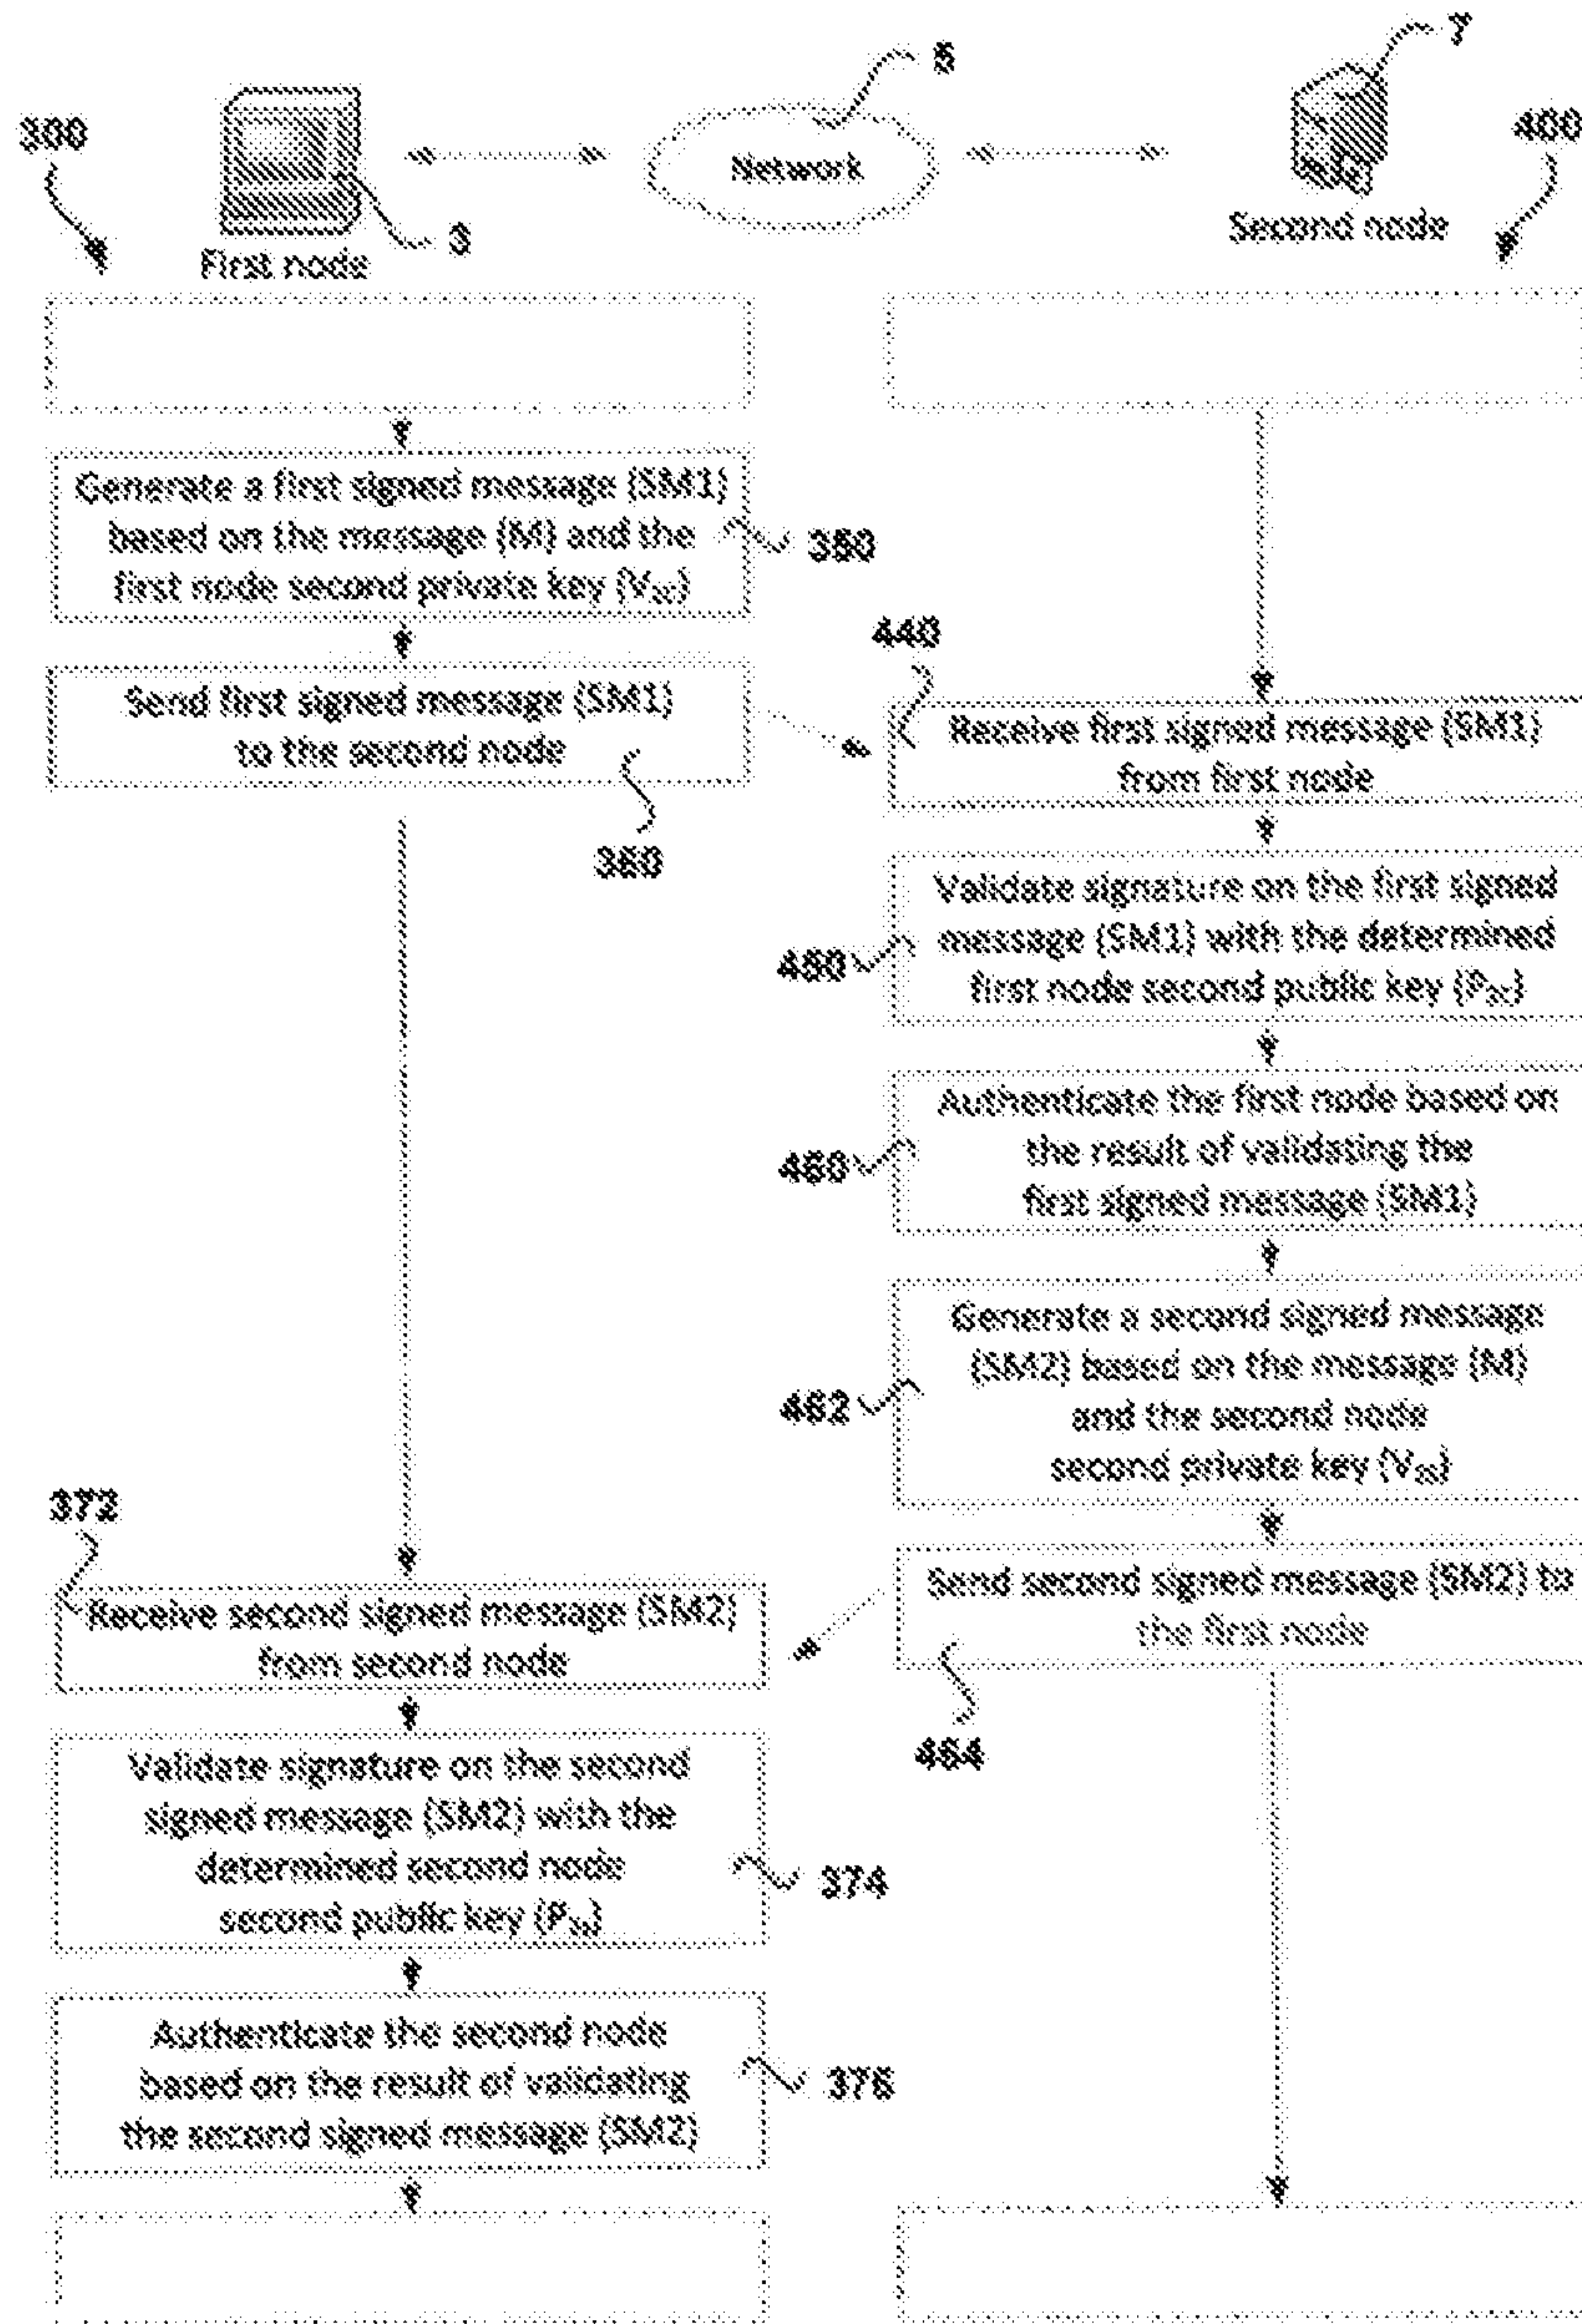 5
7
300
400
Network
3
Second node
First node
Generate a first signed message (SM1)
based on the message (M) and the
first node second private key (V
350
Send first signed message (SM1)
to the second node
360
440
Receive first signed message (SM1)
from first node
Validate signature on the first signed
message (SM1) with the determined
first node second public key (P
450
Authenticate the first node based on
the result of validating the
first signed message (SM1)
460
Generate a second signed message
(SM2) based on the message (M)
and the second node
second private key (V
462
Send second signed message (SM2) to
the first node
464
372
Receive second signed message (SM2)
from second node
Validate signature on the second
signed message (SM2) with the
determined second node
second public key (P
374
Authenticate the second node
based on the result of validating
the second signed message (SM2)
376